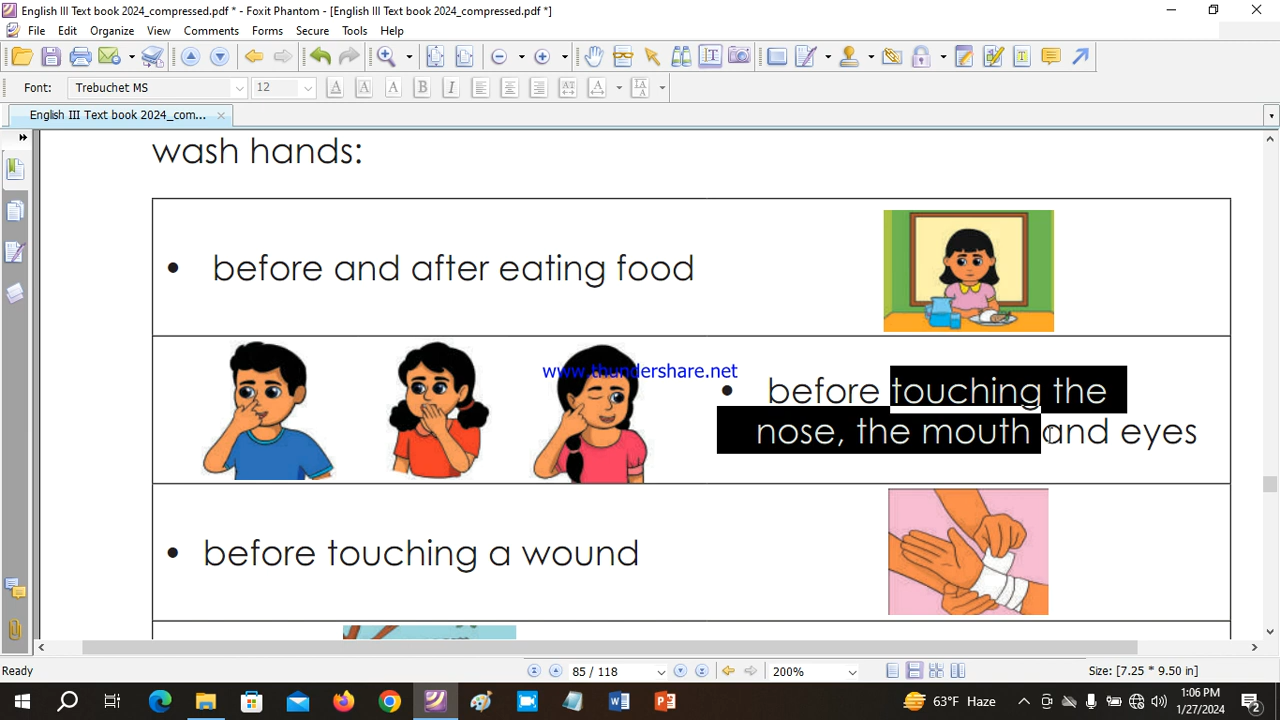 English III Text book 2024_compressed.pdf * - Foxit Phantom - [English III Text book 2024_compressed.pdf *]
File Edit Organize View Comments Forms Secure Tools Help
Font: Trebuchet MS 12
English III Text book 2024_com...
wash hands:
• before and after eating food
www.thundershare.net
• before touching the
nose, the mouth and eyes
• before touching a wound
Ready 85 / 118 200% Size: [7.25 * 9.50 in]
63°F Haze
1:06 PM
1/27/2024
2